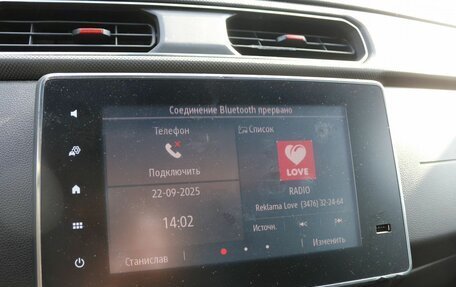 Соединение Bluetooth прервано
Телефон
Подключить
22-09-2025
14:02
Станислав
Список
LOVE
RADIO
Reklama Love (3476) 32-24-64
Источн.
Изменить